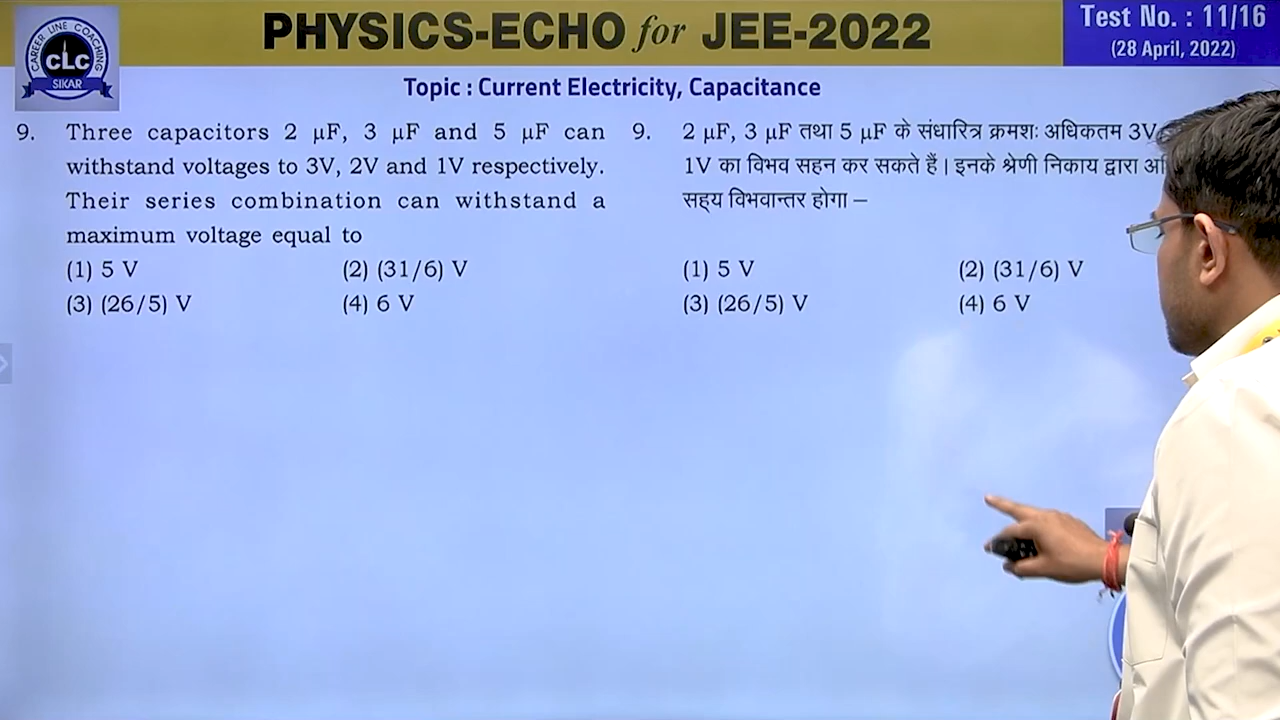 CAREER LINE COACHING
CLC
SIKAR
PHYSICS-ECHO for JEE-2022
Test No. : 11/16
(28 April, 2022)
Topic : Current Electricity, Capacitance
9. Three capacitors 2 μF, 3 μF and 5 μF can
withstand voltages to 3V, 2V and 1V respectively.
Their series combination can withstand a
maximum voltage equal to
(1) 5 V (2) (31/6) V
(3) (26/5) V (4) 6 V
9. 2 μF, 3 μF तथा 5 μF के संधारित्र क्रमशः अधिकतम 3V
1V का विभव सहन कर सकते हैं। इनके श्रेणी निकाय द्वारा
सह्य विभवान्तर होगा –
(1) 5 V (2) (31/6) V
(3) (26/5) V (4) 6 V